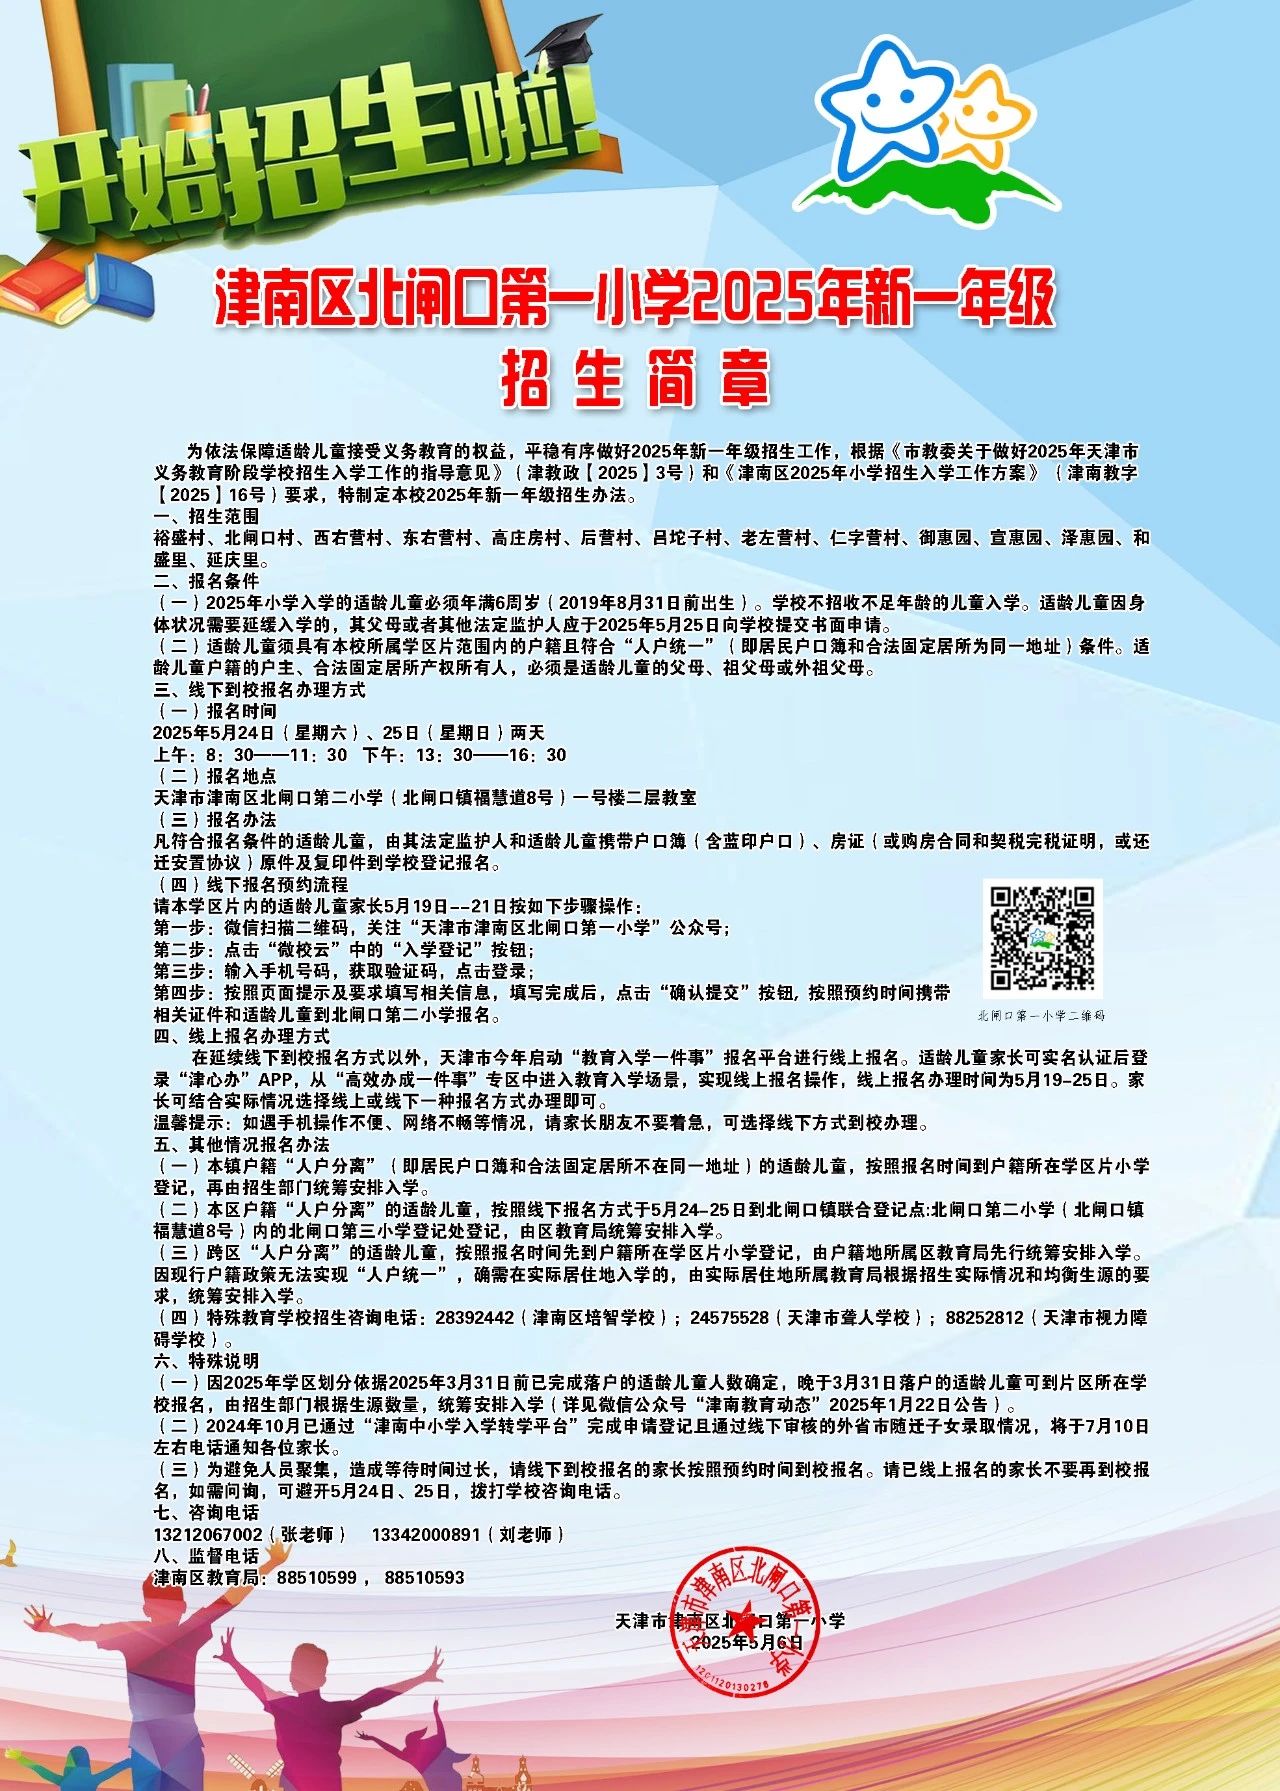 开始招生啦!
津南区北闸口第一小学2025年新一年级
招生简章
为依法保障适龄儿童接受义务教育的权益，平稳有序做好2025年新一年级招生工作，根据《市教委关于做好2025年天津市
义务教育阶段学校招生入学工作的指导意见》（津教政【2025】3号）和《津南区2025年小学招生入学工作方案》（津南教字
【2025】16号）要求，特制定本校2025年新一年级招生办法。
一、招生范围
裕盛村、北闸口村、西右营村、东右营村、高庄房村、后营村、吕坨子村、老左营村、仁字营村、御惠园、宣惠园、泽惠园、和
盛里、延庆里。
二、报名条件
（一）2025年小学入学的适龄儿童必须年满6周岁（2019年8月31日前出生）。学校不招收不足年龄的儿童入学。适龄儿童因身
体状况需要延缓入学的，其父母或者其他法定监护人应于2025年5月25日向学校提交书面申请。
（二）适龄儿童须具有本校所属学区片范围内的户籍且符合“人户统一”（即居民户口簿和合法固定居所为同一地址）条件。适
龄儿童户籍的户主、合法固定居所产权所有人，必须是适龄儿童的父母、祖父母或外祖父母。
三、线下到校报名办理方式
（一）报名时间
2025年5月24日（星期六）、25日（星期日）两天
上午：8：30——11：30 下午：13：30——16：30
（二）报名地点
天津市津南区北闸口第二小学（北闸口镇福慧道8号）一号楼二层教室
（三）报名办法
凡符合报名条件的适龄儿童，由其法定监护人和适龄儿童携带户口簿（含蓝印户口）、房证（或购房合同和契税完税证明，或还
迁安置协议）原件及复印件到学校登记报名。
（四）线下报名预约流程
请本学区片内的适龄儿童家长5月19日--21日按如下步骤操作：
第一步：微信扫描二维码，关注“天津市津南区北闸口第一小学”公众号；
第二步：点击“微校云”中的“入学登记”按钮；
第三步：输入手机号码，获取验证码，点击登录；
第四步：按照页面提示及要求填写相关信息，填写完成后，点击“确认提交”按钮，按照预约时间携带
相关证件和适龄儿童到北闸口第二小学报名。
北闸口第一小学二维码
四、线上报名办理方式
在延续线下到校报名方式以外，天津市今年启动“教育入学一件事”报名平台进行线上报名。适龄儿童家长可实名认证后登
录“津心办”APP，从“高效办成一件事”专区中进入教育入学场景，实现线上报名操作，线上报名办理时间为5月19-25日。家
长可结合实际情况选择线上或线下一种报名方式办理即可。
温馨提示：如遇手机操作不便、网络不畅等情况，请家长朋友不要着急，可选择线下方式到校办理。
五、其他情况报名办法
（一）本镇户籍“人户分离”（即居民户口簿和合法固定居所不在同一地址）的适龄儿童，按照报名时间到户籍所在学区片小学
登记，再由招生部门统筹安排入学。
（二）本区户籍“人户分离”的适龄儿童，按照线下报名方式于5月24-25日到北闸口镇联合登记点:北闸口第二小学（北闸口镇
福慧道8号）内的北闸口第三小学登记处登记，由区教育局统筹安排入学。
（三）跨区“人户分离”的适龄儿童，按照报名时间先到户籍所在学区片小学登记，由户籍地所属区教育局先行统筹安排入学。
因现行户籍政策无法实现“人户统一”，确需在实际居住地入学的，由实际居住地所属教育局根据招生实际情况和均衡生源的要
求，统筹安排入学。
（四）特殊教育学校招生咨询电话：28392442（津南区培智学校）；24575528（天津市聋人学校）；88252812（天津市视力障
碍学校）。
六、特殊说明
（一）因2025年学区划分依据2025年3月31日前已完成落户的适龄儿童人数确定，晚于3月31日落户的适龄儿童可到片区所在学
校报名，由招生部门根据生源数量，统筹安排入学（详见微信公众号“津南教育动态”2025年1月22日公告）。
（二）2024年10月已通过“津南中小学入学转学平台”完成申请登记且通过线下审核的外省市随迁子女录取情况，将于7月10日
左右电话通知各位家长。
（三）为避免人员聚集，造成等待时间过长，请线下到校报名的家长按照预约时间到校报名。请已线上报名的家长不要再到校报
名，如需问询，可避开5月24日、25日，拨打学校咨询电话。
七、咨询电话
13212067002（张老师） 13342000891（刘老师）
八、监督电话
津南区教育局：88510599 ，88510593
天津市津南区北闸口第一小学
2025年5月6日
天津市津南区北闸口第一小学
1201120130278